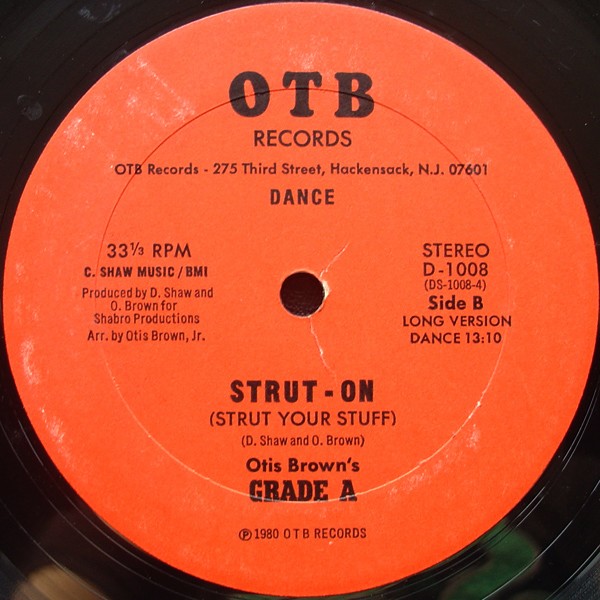 OTB
RECORDS
OTB Records - 275 Third Street, Hackensack, N.J. 07601
DANCE
33⅓ RPM
C. SHAW MUSIC / BMI
Produced by D. Shaw and
O. Brown for
Shabro Productions
Arr. by Otis Brown, Jr.
STEREO
D-1008
(DS-1008-4)
Side B
LONG VERSION
DANCE 13:10
STRUT - ON
(STRUT YOUR STUFF)
(D. Shaw and O. Brown)
Otis Brown's
GRADE A
℗ 1980 OTB RECORDS